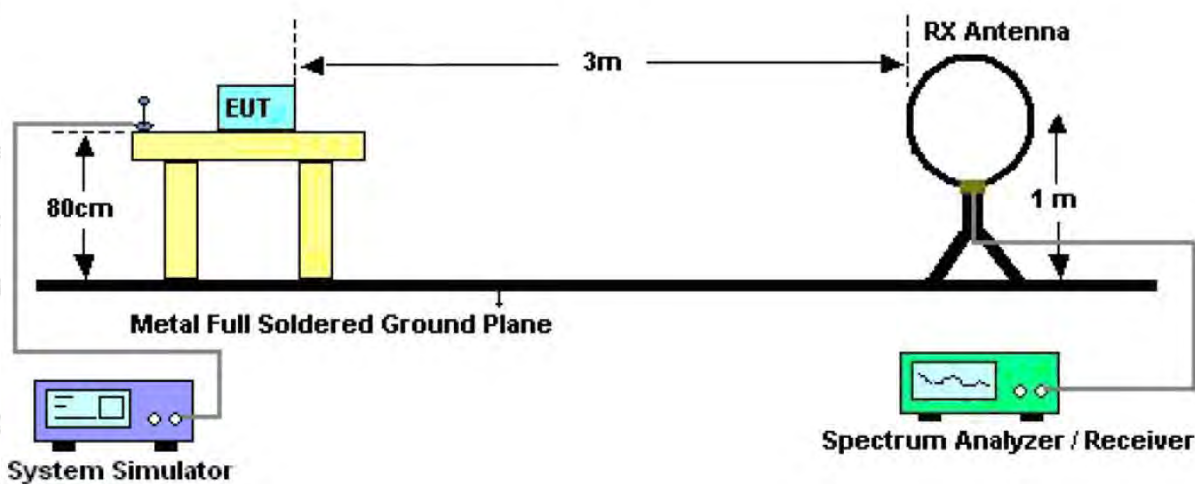 RX Antenna
3m
EUT
80cm
1 m
Metal Full Soldered Ground Plane
Spectrum Analyzer / Receiver
System Simulator